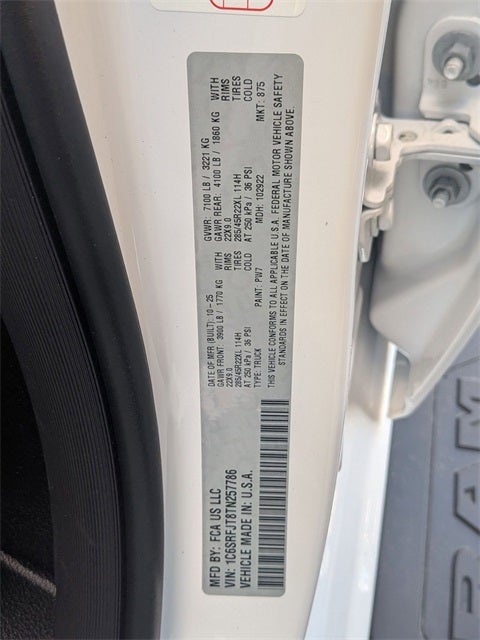 MFD BY: FCA US LLC
VIN: 1C6SRFJT8TN257786
VEHICLE MADE IN: U.S.A.
DATE OF MFR (BUILT): 10-25 GVWR: 7100 LB / 3221 KG
GAWR FRONT: 3900 LB / 1770 KG WITH GAWR REAR: 4100 LB / 1860 KG WITH
22X9.0 RIMS 22X9.0 RIMS
285/45R22XL 114H TIRES 285/45R22XL 114H TIRES
AT 250 kPa / 36 PSI COLD AT 250 kPa / 36 PSI COLD
TYPE: TRUCK PAINT: PW7 MDH: 102922 MKT: 875
THIS VEHICLE CONFORMS TO ALL APPLICABLE U.S.A. FEDERAL MOTOR VEHICLE SAFETY
STANDARDS IN EFFECT ON THE DATE OF MANUFACTURE SHOWN ABOVE.
RAM